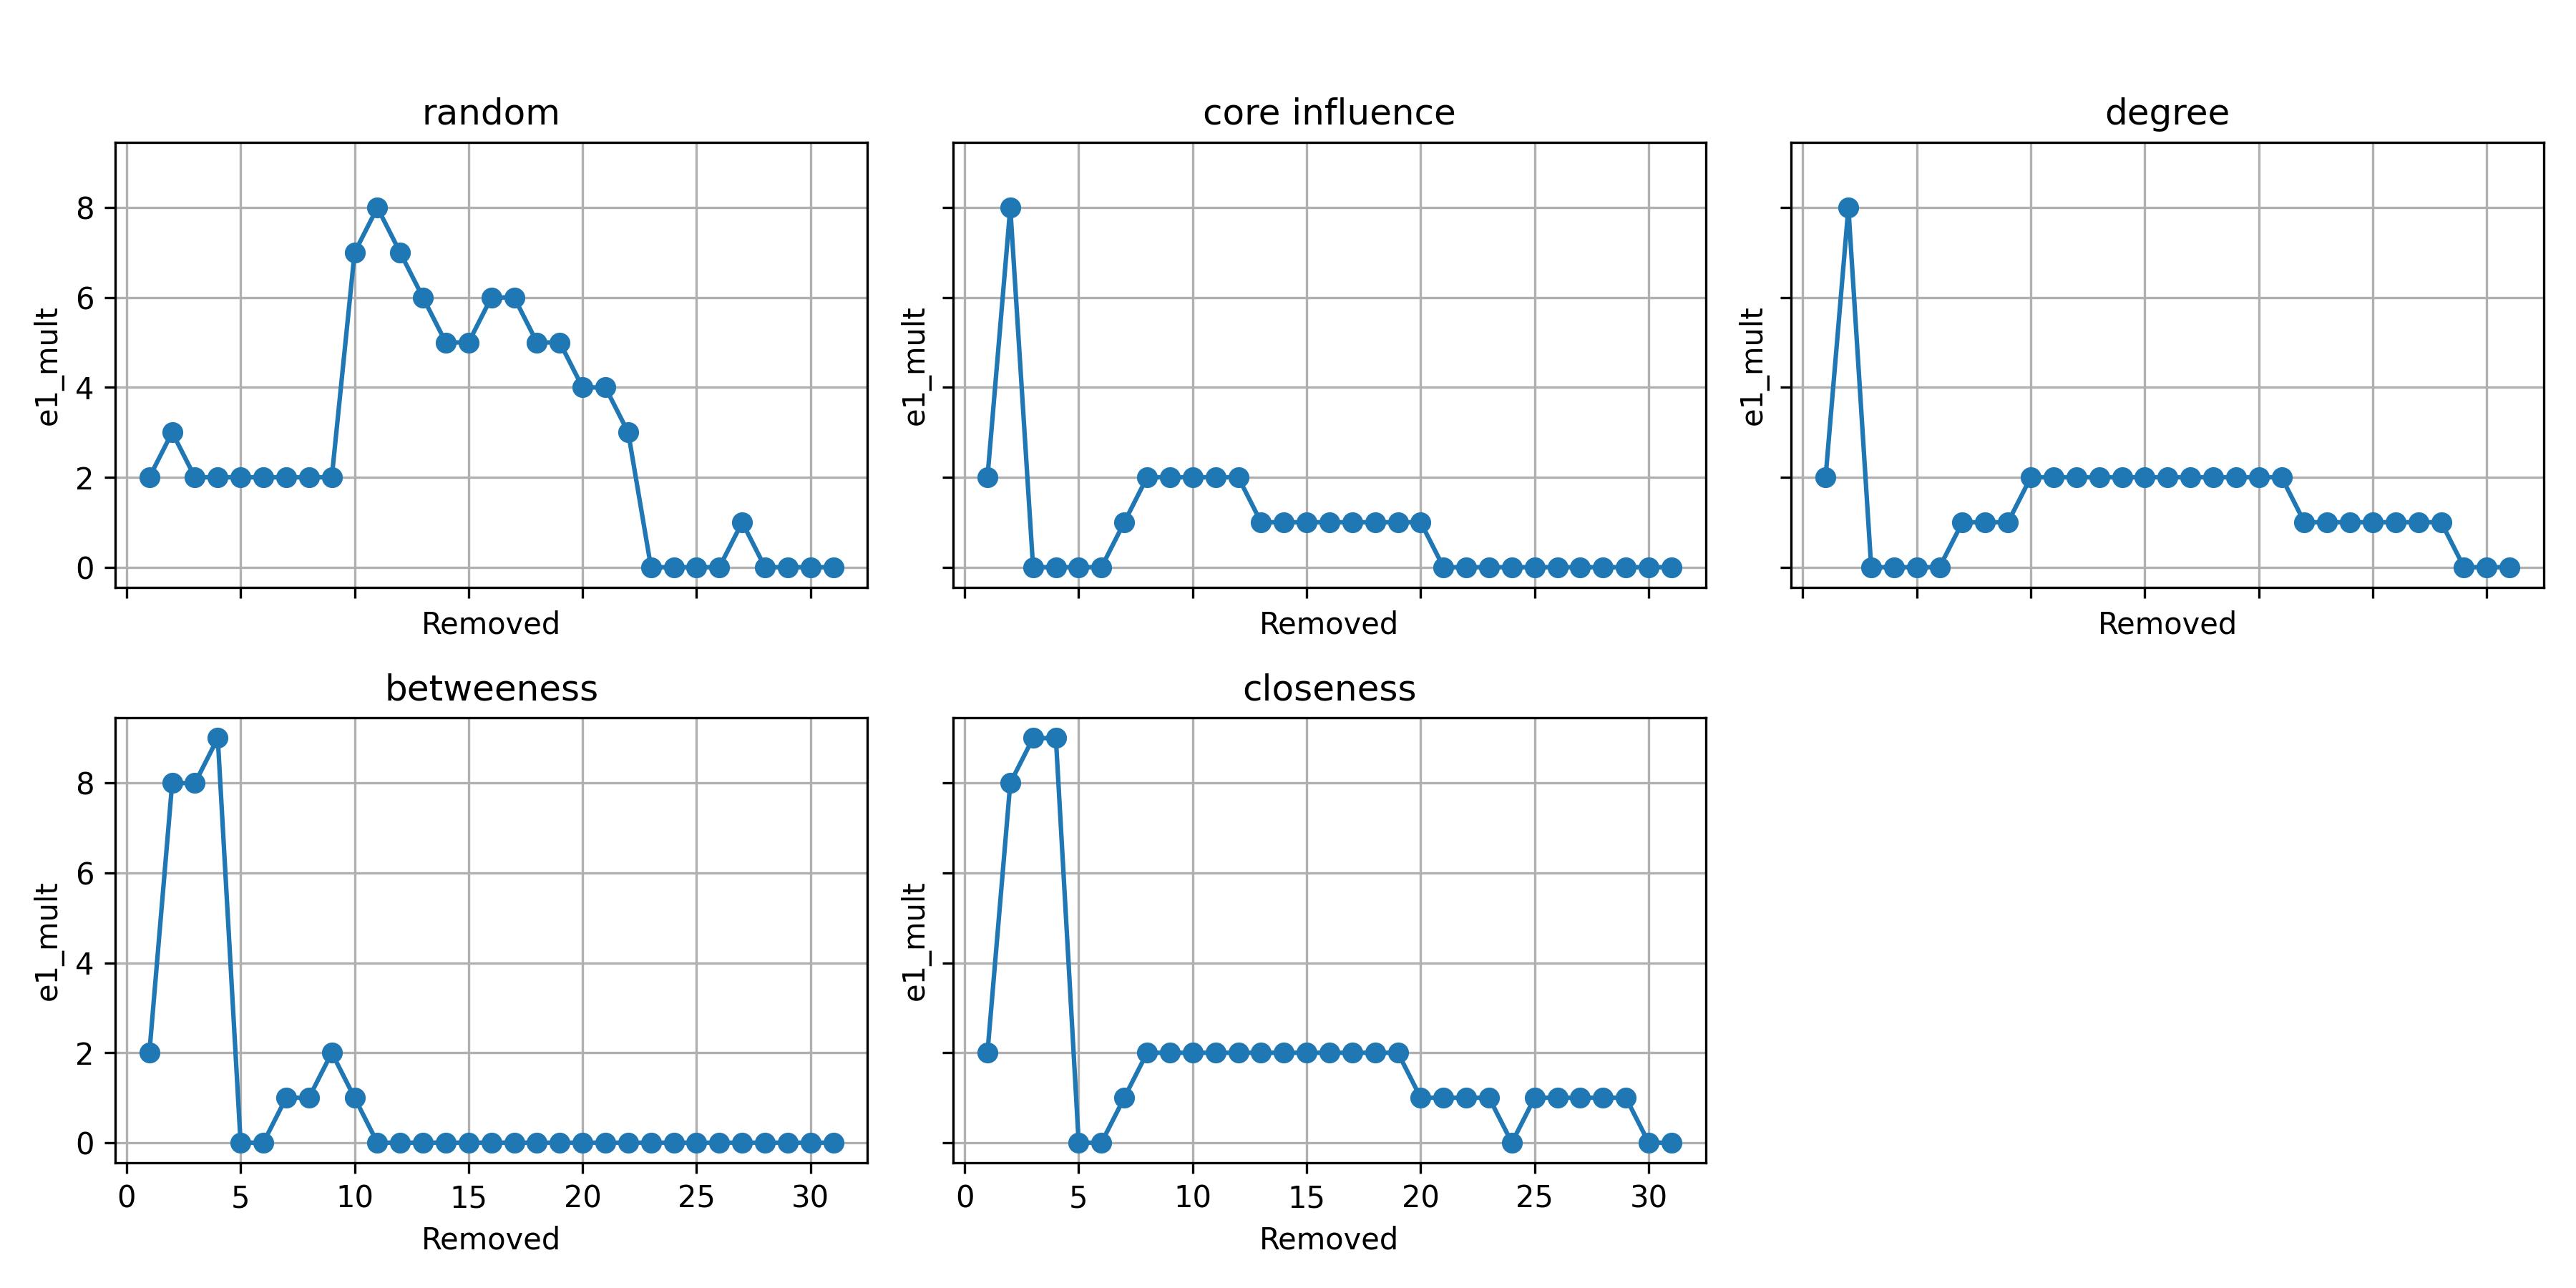 random
core influence
degree
e1_mult
8
6
4
2
0
Removed
e1_mult
Removed
e1_mult
Removed
betweeness
closeness
e1_mult
8
6
4
2
0
0 5 10 15 20 25 30
Removed
e1_mult
0 5 10 15 20 25 30
Removed